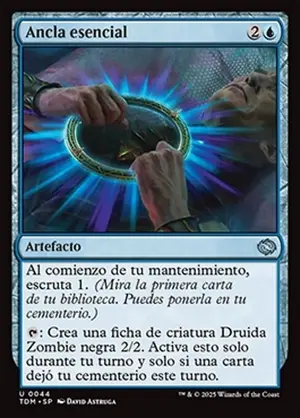 Ancla esencial 2
Artefacto
Al comienzo de tu mantenimiento,
escruta 1. (Mira la primera carta
de tu biblioteca. Puedes ponerla en tu
cementerio.)
: Crea una ficha de criatura Druida
Zombie negra 2/2. Activa esto solo
durante tu turno y solo si una carta
dejó tu cementerio este turno.
U 0044
TDM • SP DAVID ASTRUGA
™ & © 2025 Wizards of the Coast